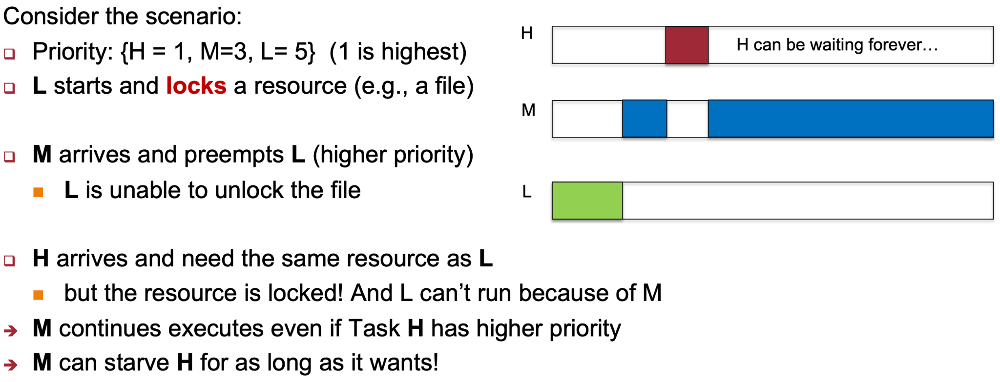 Consider the scenario:
Priority: {H = 1, M=3, L= 5} (1 is highest)
L starts and locks a resource (e.g., a file)
M arrives and preempts L (higher priority)
L is unable to unlock the file
H arrives and need the same resource as L
but the resource is locked! And L can’t run because of M
M continues executes even if Task H has higher priority
M can starve H for as long as it wants!
H
H can be waiting forever…
M
L